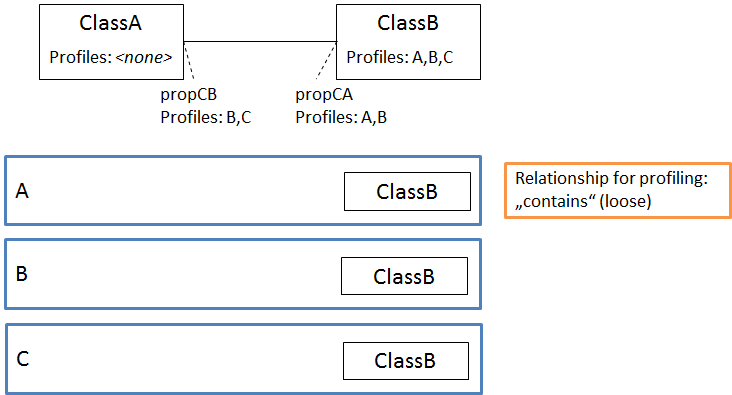 ClassA
Profiles: <none>
ClassB
Profiles: A,B,C
propCB
Profiles: B,C
propCA
Profiles: A,B
A
ClassB
Relationship for profiling:
„contains“ (loose)
B
ClassB
C
ClassB